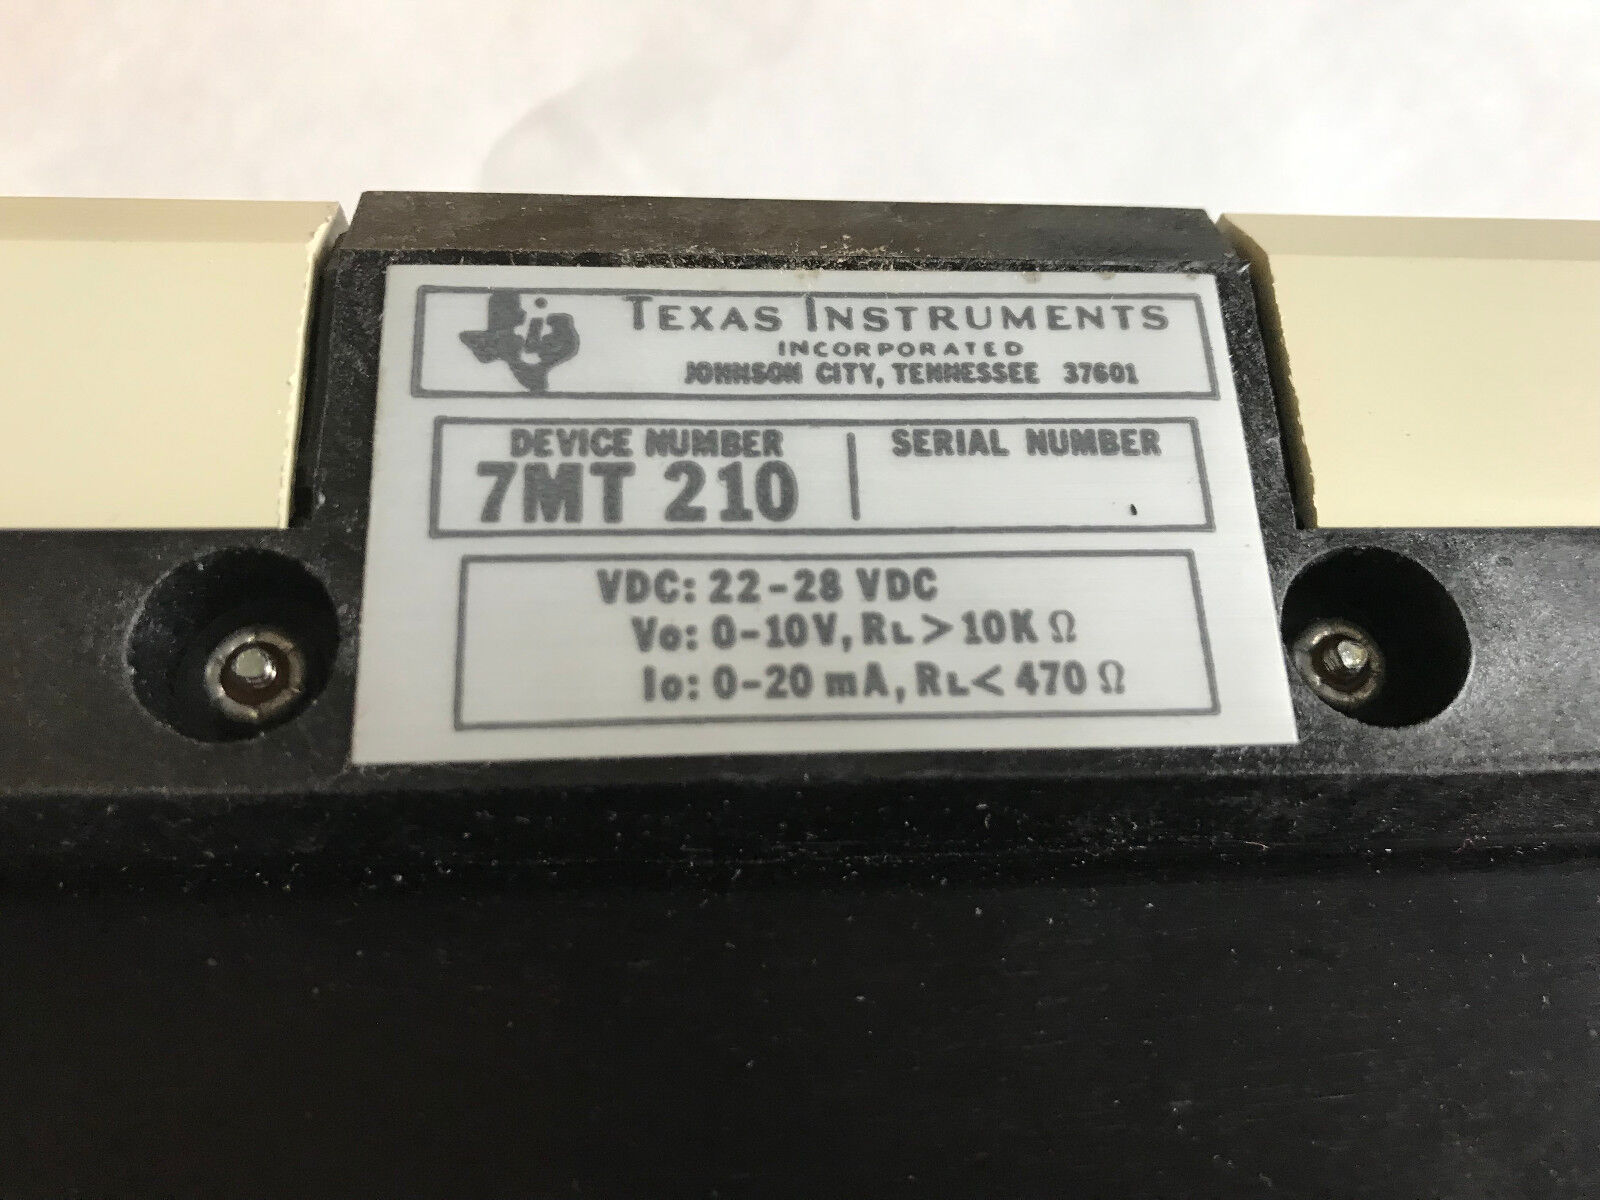 TEXAS INSTRUMENTS
INCORPORATED
JOHNSON CITY, TENNESSEE 37601
DEVICE NUMBER
7MT 210
SERIAL NUMBER
VDC: 22-28 VDC
Vo: 0-10V, RL > 10K Ω
Io: 0-20 mA, RL < 470 Ω